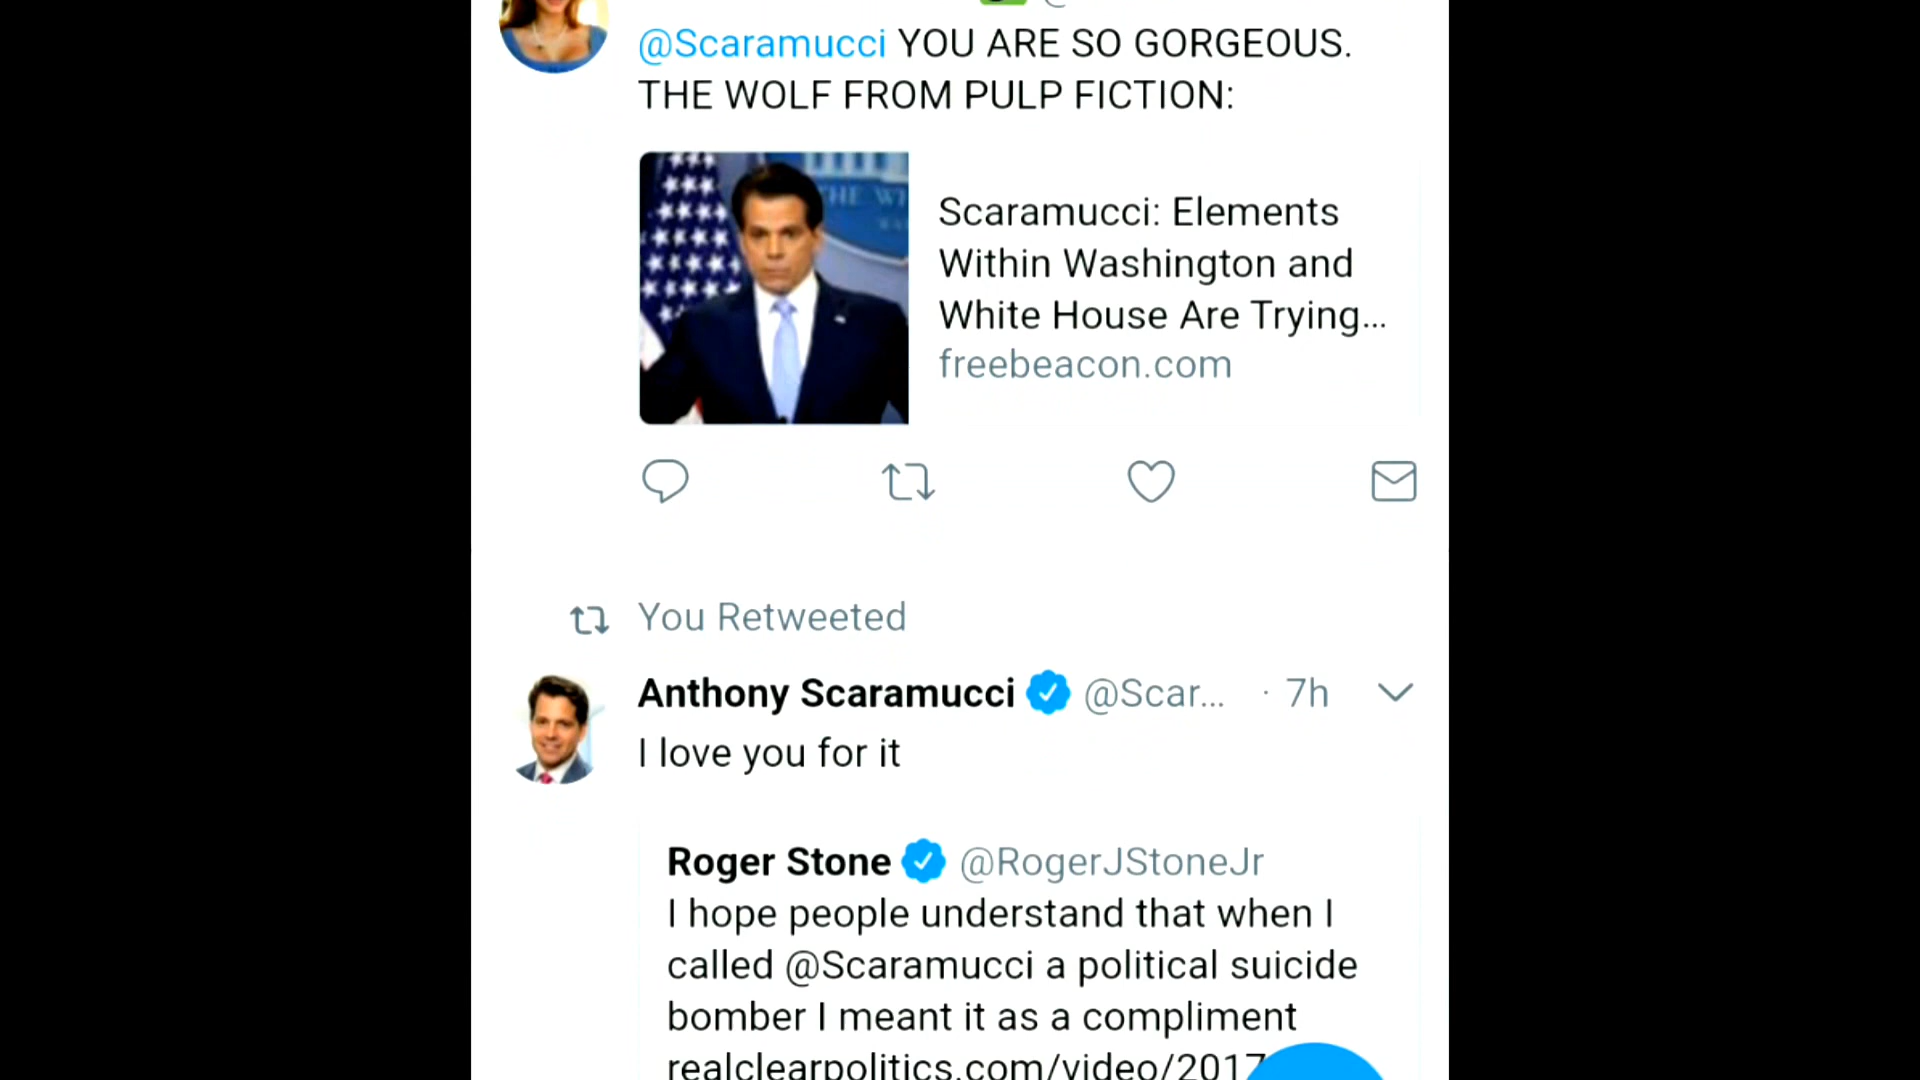 @Scaramucci YOU ARE SO GORGEOUS.
THE WOLF FROM PULP FICTION:
THE WH
Scaramucci: Elements
Within Washington and
White House Are Trying...
freebeacon.com
You Retweeted
Anthony Scaramucci @Scar... · 7h
I love you for it
Roger Stone @RogerJStoneJr
I hope people understand that when I
called @Scaramucci a political suicide
bomber I meant it as a compliment
realclearpolitics.com/video/2017